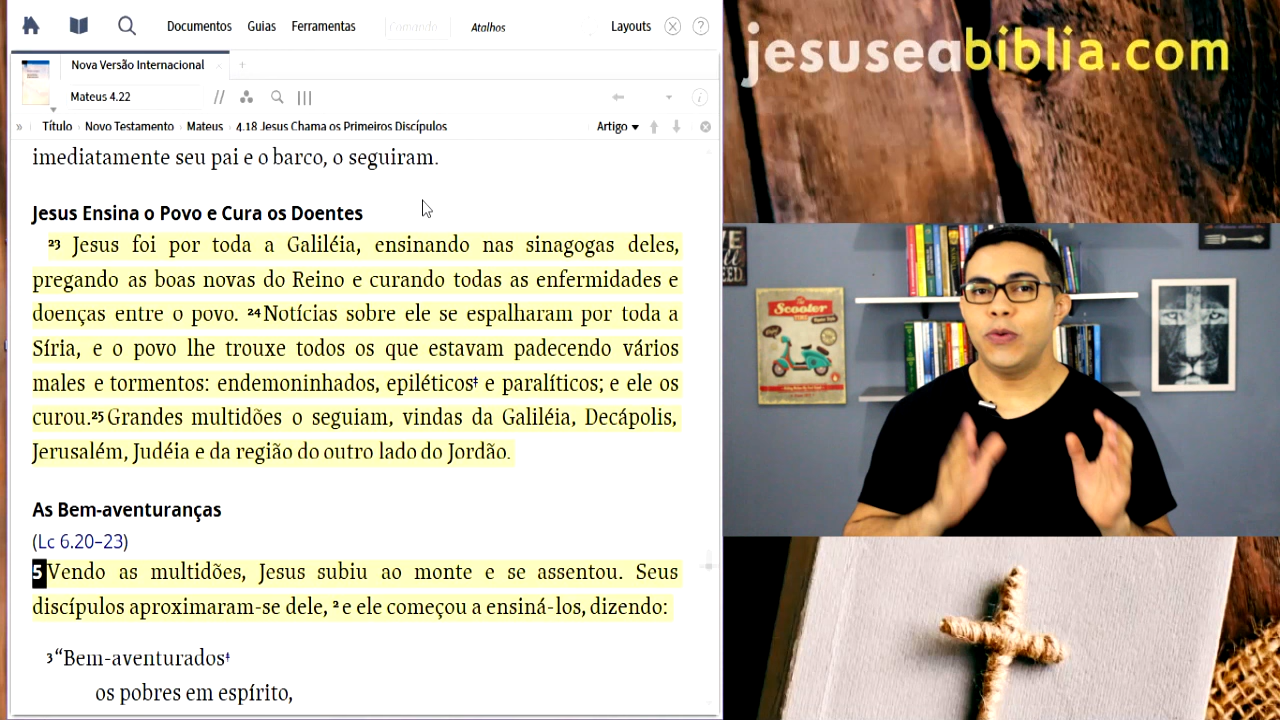 Documentos Guias Ferramentas Comando Atalhos Layouts
Nova Versão Internacional
Mateus 4.22
» Título Novo Testamento Mateus 4.18 Jesus Chama os Primeiros Discípulos Artigo
imediatamente seu pai e o barco, o seguiram.
Jesus Ensina o Povo e Cura os Doentes
23 Jesus foi por toda a Galiléia, ensinando nas sinagogas deles,
pregando as boas novas do Reino e curando todas as enfermidades e
doenças entre o povo. 24 Notícias sobre ele se espalharam por toda a
Síria, e o povo lhe trouxe todos os que estavam padecendo vários
males e tormentos: endemoninhados, epiléticos‡ e paralíticos; e ele os
curou. 25 Grandes multidões o seguiam, vindas da Galiléia, Decápolis,
Jerusalém, Judéia e da região do outro lado do Jordão.
As Bem-aventuranças
(Lc 6.20–23)
5 Vendo as multidões, Jesus subiu ao monte e se assentou. Seus
discípulos aproximaram-se dele, 2 e ele começou a ensiná-los, dizendo:
3 “Bem-aventurados‡
os pobres em espírito,
jesuseabiblia.com
Scooter